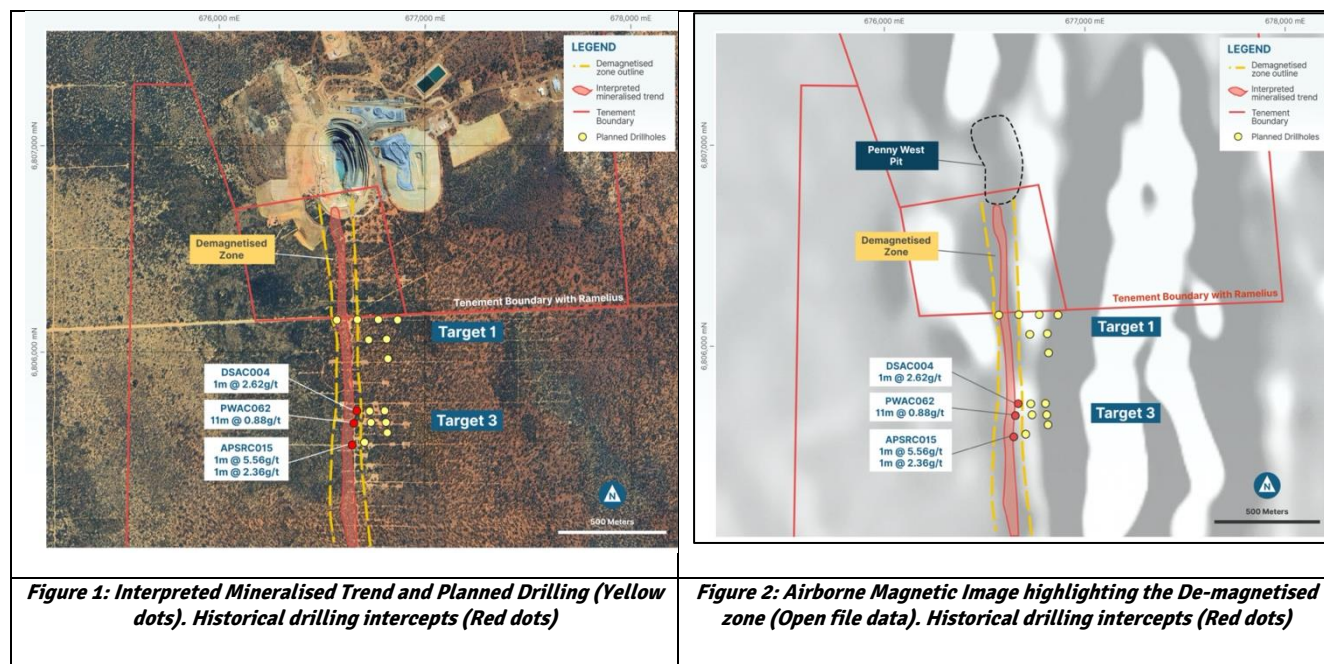 676,000 mE
677,000 mE
678,000 mE
6,807,000 mN
6,806,000 mN
LEGEND
Demagnetised
zone outline
Interpreted
mineralised trend
Tenement
Boundary
Planned Drillholes
Demagnetised
Zone
Tenement Boundary with Ramelius
Target 1
DSAC004
1m @ 2.62g/t
PWAC062
11m @ 0.88g/t
Target 3
APSRC015
1m @ 5.56g/t
1m @ 2.36g/t
N
500 Meters
Figure 1: Interpreted Mineralised Trend and Planned Drilling (Yellow
dots). Historical drilling intercepts (Red dots)
676,000 mE
677,000 mE
678,000 mE
6,807,000 mN
6,806,000 mN
LEGEND
Demagnetised
zone outline
Interpreted
mineralised trend
Tenement
Boundary
Planned Drillholes
Penny West
Pit
Demagnetised
Zone
Tenement Boundary with Ramelius
Target 1
DSAC004
1m @ 2.62g/t
PWAC062
11m @ 0.88g/t
Target 3
APSRC015
1m @ 5.56g/t
1m @ 2.36g/t
N
500 Meters
Figure 2: Airborne Magnetic Image highlighting the De-magnetised
zone (Open file data). Historical drilling intercepts (Red dots)